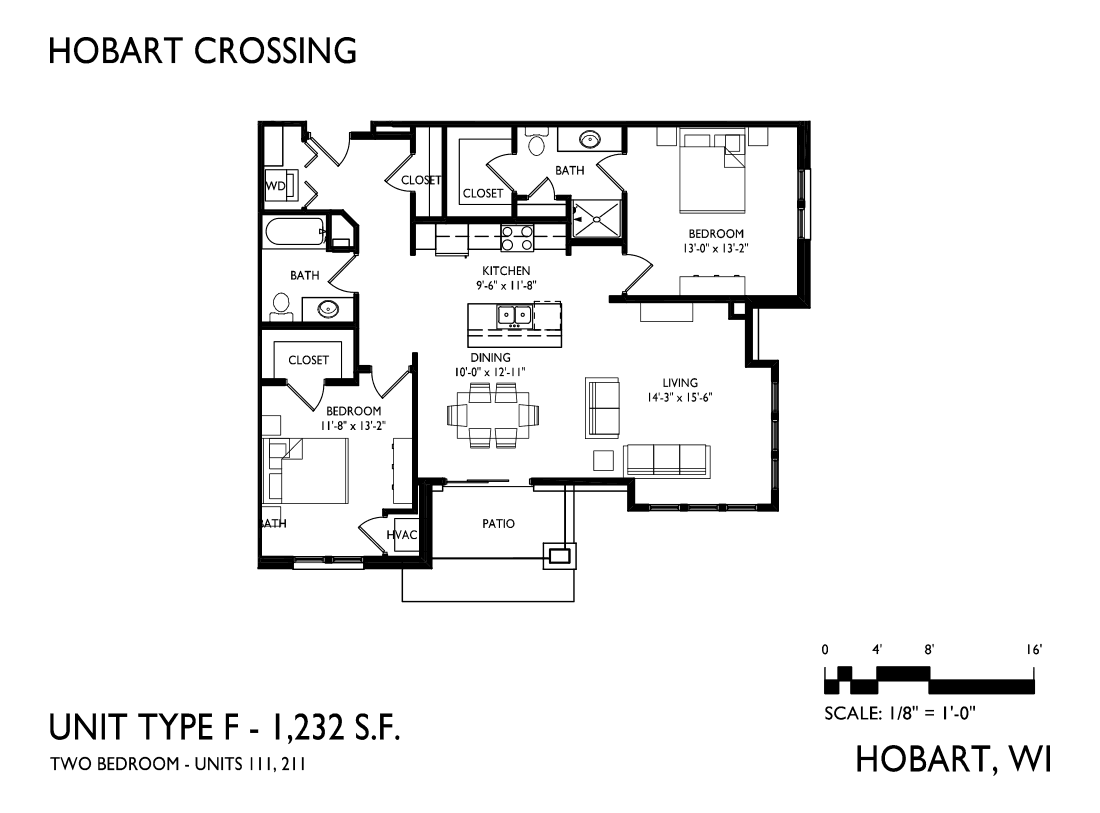 HOBART CROSSING
WD
CLOSET
CLOSET
BATH
BEDROOM
13'-0" x 13'-2"
KITCHEN
9'-6" x 11'-8"
BATH
DINING
10'-0" x 12'-11"
CLOSET
LIVING
14'-3" x 15'-6"
BEDROOM
11'-8" x 13'-2"
BATH
HVAC
PATIO
0 4' 8' 16'
SCALE: 1/8" = 1'-0"
UNIT TYPE F - 1,232 S.F.
TWO BEDROOM - UNITS 111, 211
HOBART, WI